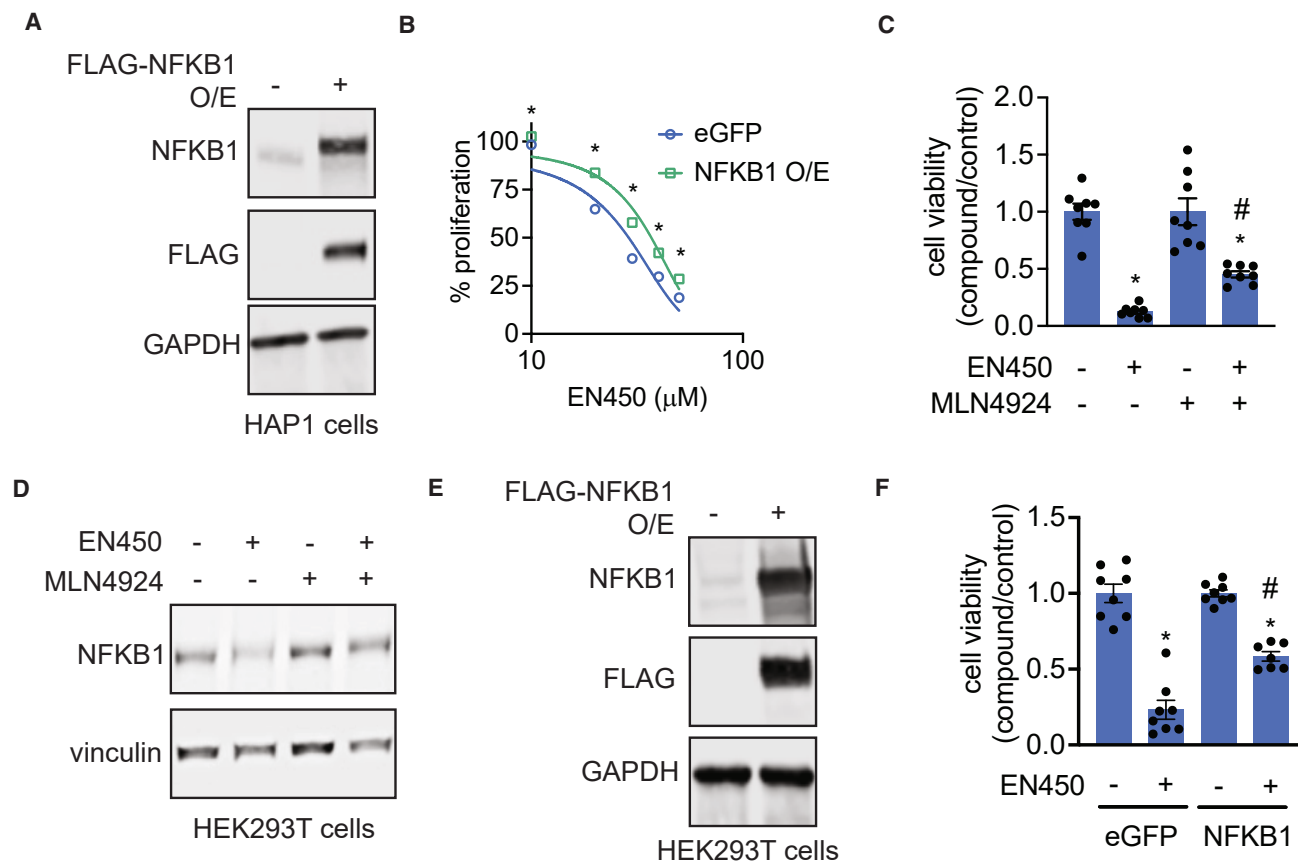 A
FLAG-NFKB1
O/E
- +
NFKB1
FLAG
GAPDH
HAP1 cells
B
% proliferation
100
75
50
25
0
10 100
EN450 (μM)
eGFP
NFKB1 O/E
*
*
*
*
*
C
cell viability
(compound/control)
2.0
1.5
1.0
0.5
0.0
*
#
*
EN450 - + - +
MLN4924 - - + +
D
EN450 - + - +
MLN4924 - - + +
NFKB1
vinculin
HEK293T cells
E
FLAG-NFKB1
O/E
- +
NFKB1
FLAG
GAPDH
HEK293T cells
F
cell viability
(compound/control)
1.5
1.0
0.5
0.0
*
#
*
EN450 - + - +
eGFP NFKB1